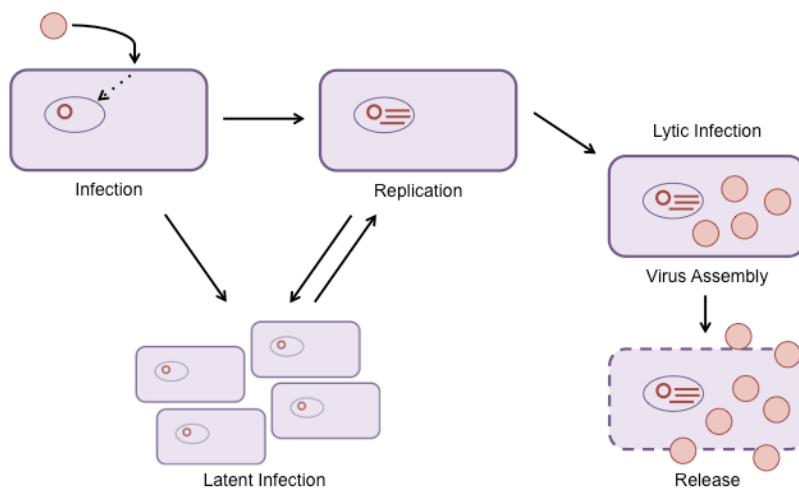 Lytic Infection
Infection
Replication
Virus Assembly
Latent Infection
Release